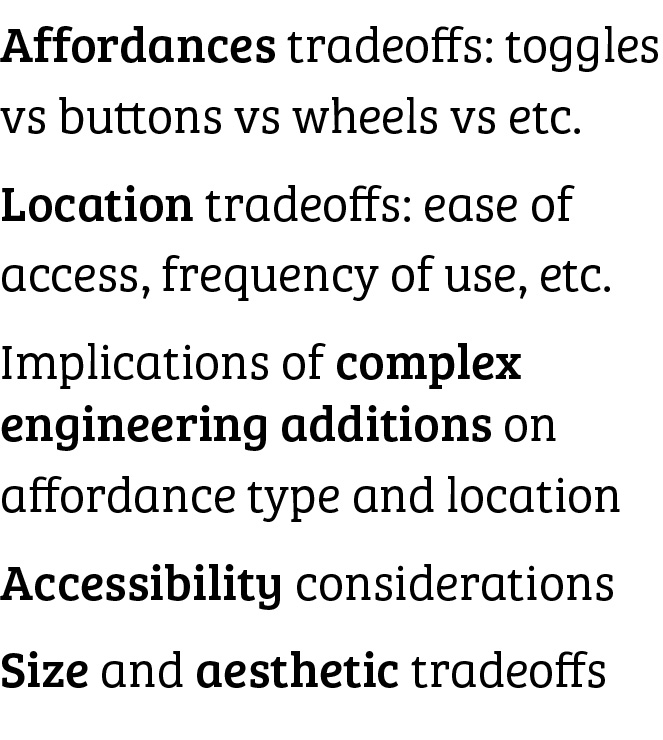 Affordances tradeoffs: toggles
vs buttons vs wheels vs etc.
Location tradeoffs: ease of
access, frequency of use, etc.
Implications of complex
engineering additions on
affordance type and location
Accessibility considerations
Size and aesthetic tradeoffs